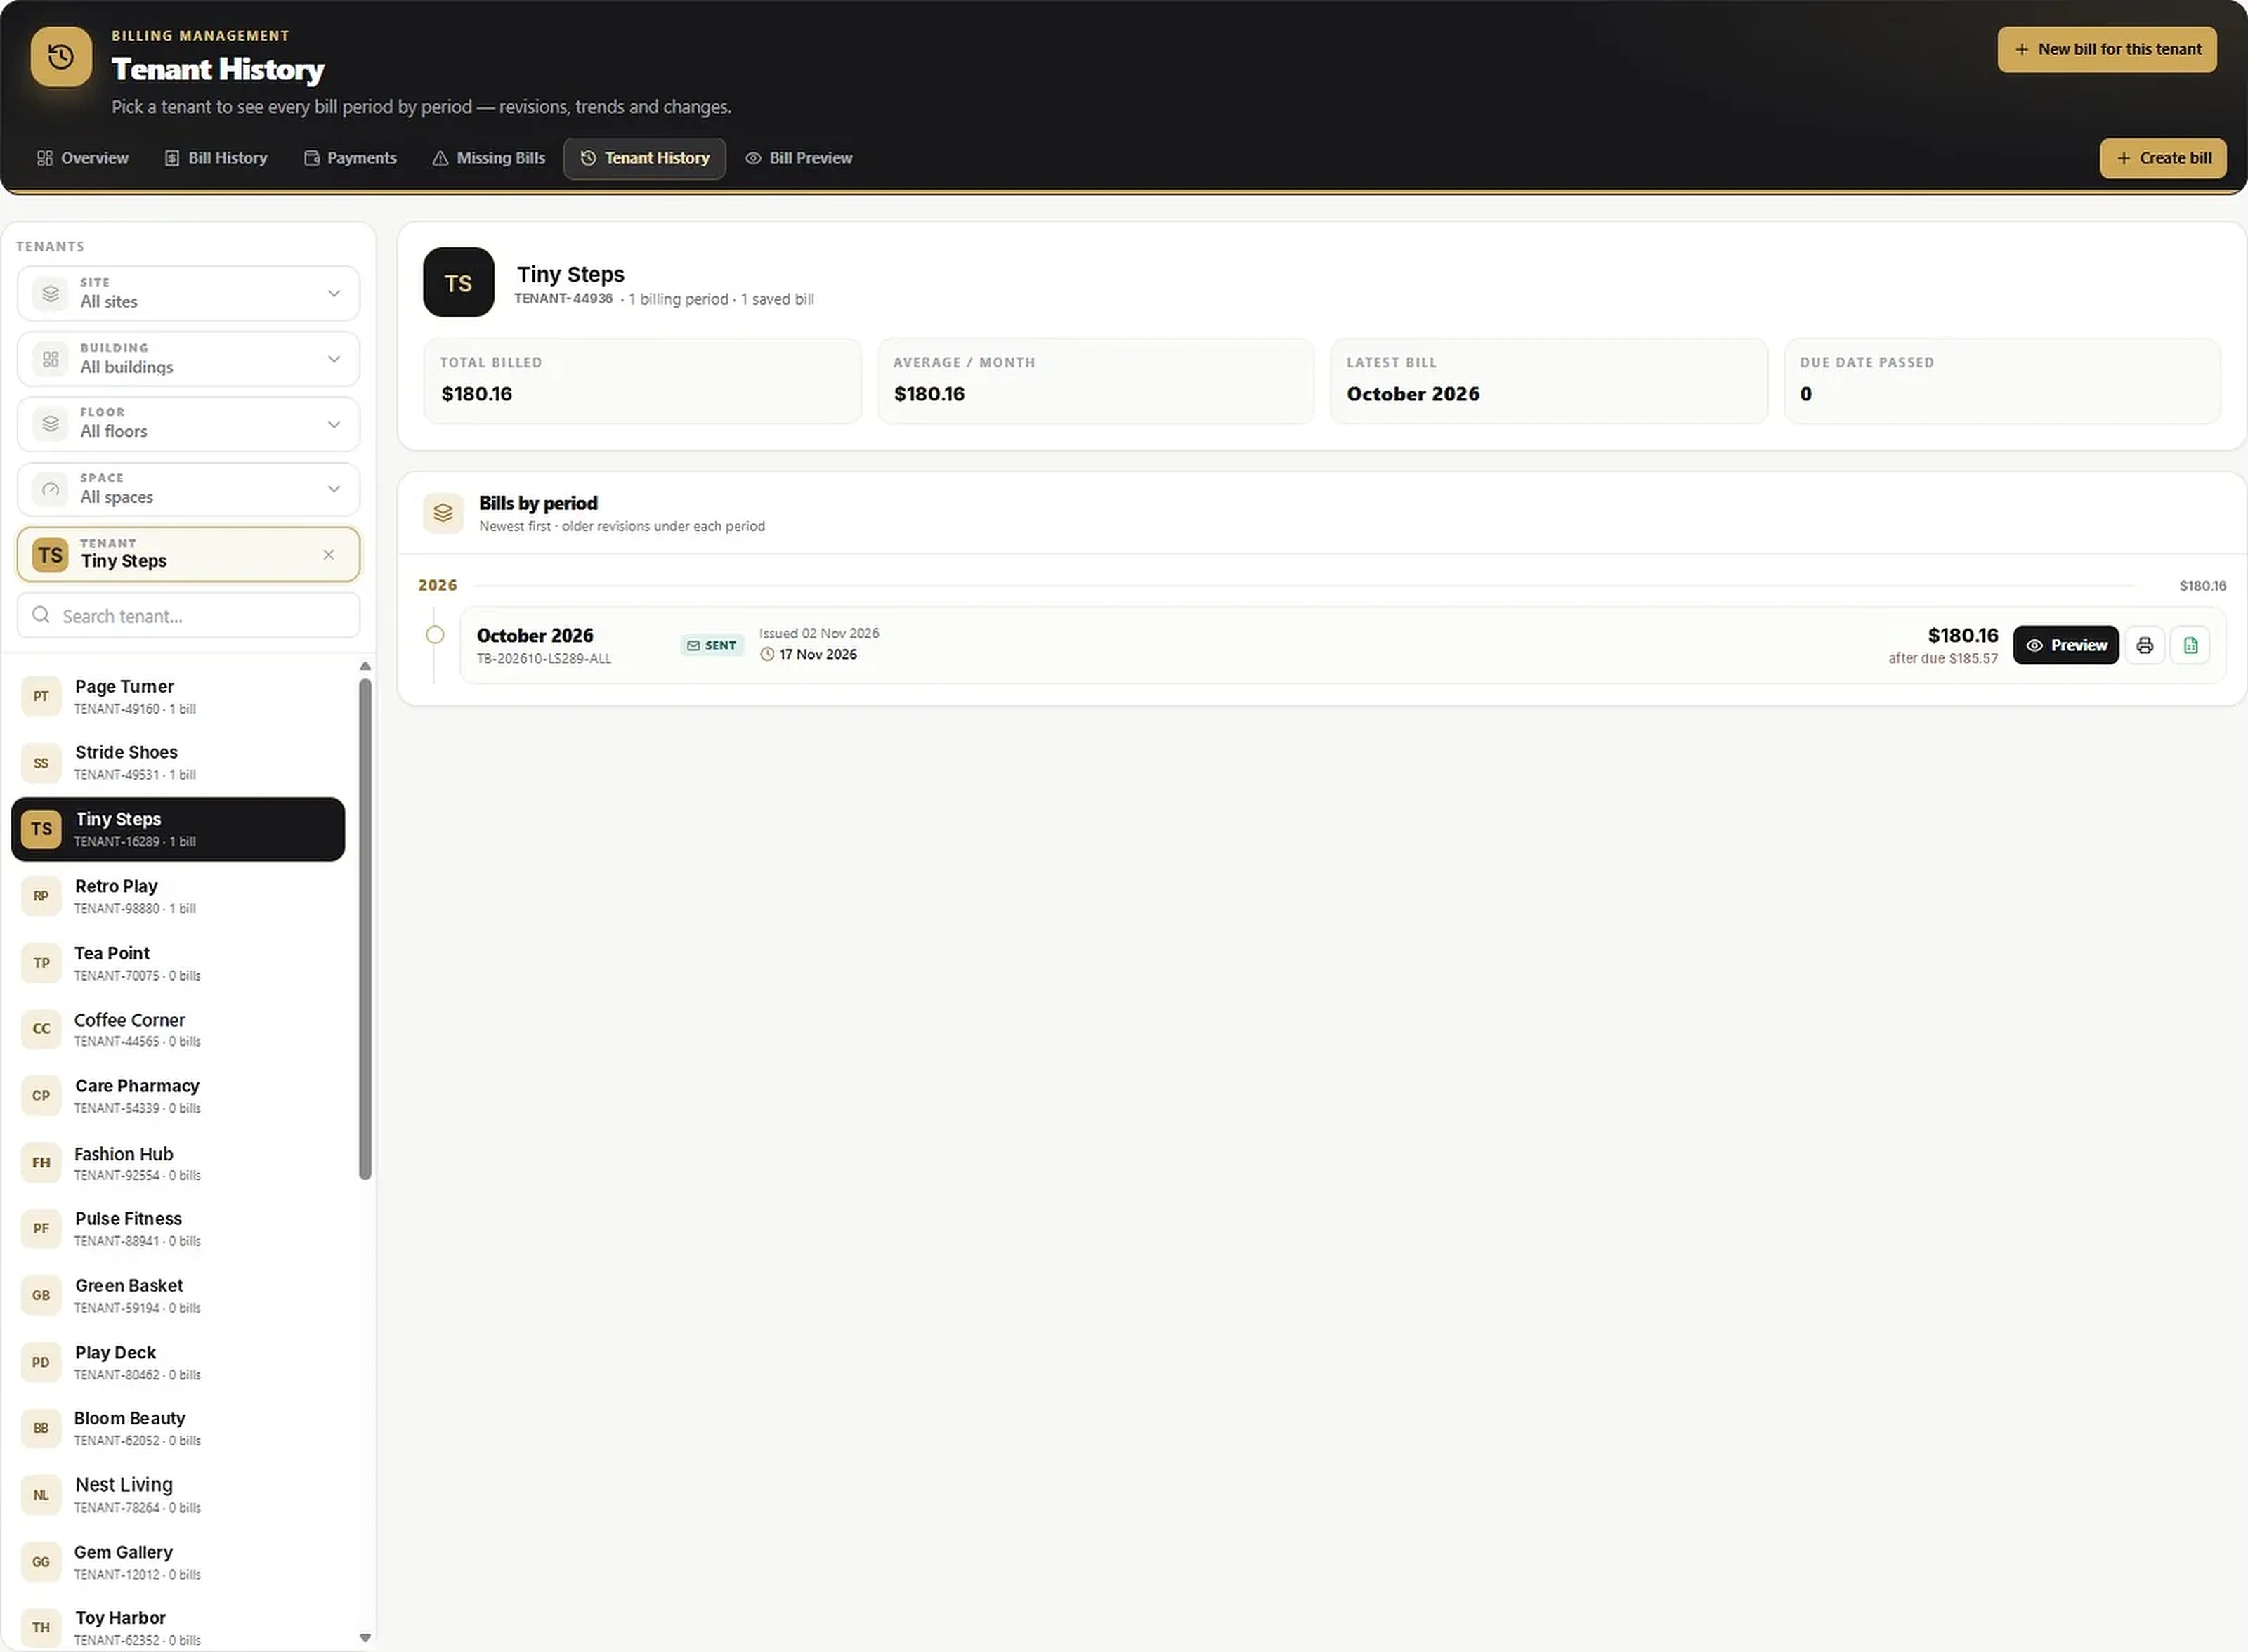 BILLING MANAGEMENT
Tenant History
Pick a tenant to see every bill period by period — revisions, trends and changes.
+ New bill for this tenant
Overview
Bill History
Payments
Missing Bills
Tenant History
Bill Preview
+ Create bill
TENANTS
SITE
All sites
BUILDING
All buildings
FLOOR
All floors
SPACE
All spaces
TS
TENANT
Tiny Steps
Search tenant...
PT
Page Turner
TENANT-49160 · 1 bill
SS
Stride Shoes
TENANT-49531 · 1 bill
TS
Tiny Steps
TENANT-16289 · 1 bill
RP
Retro Play
TENANT-98880 · 1 bill
TP
Tea Point
TENANT-70075 · 0 bills
CC
Coffee Corner
TENANT-44565 · 0 bills
CP
Care Pharmacy
TENANT-54339 · 0 bills
FH
Fashion Hub
TENANT-92554 · 0 bills
PF
Pulse Fitness
TENANT-88941 · 0 bills
GB
Green Basket
TENANT-59194 · 0 bills
PD
Play Deck
TENANT-80462 · 0 bills
BB
Bloom Beauty
TENANT-62052 · 0 bills
NL
Nest Living
TENANT-78264 · 0 bills
GG
Gem Gallery
TENANT-12012 · 0 bills
TH
Toy Harbor
TENANT-62352 · 0 bills
TS
Tiny Steps
TENANT-44936 · 1 billing period · 1 saved bill
TOTAL BILLED
$180.16
AVERAGE / MONTH
$180.16
LATEST BILL
October 2026
DUE DATE PASSED
0
Bills by period
Newest first · older revisions under each period
2026
$180.16
October 2026
TB-202610-LS289-ALL
SENT
Issued 02 Nov 2026
17 Nov 2026
$180.16
after due $185.57
Preview